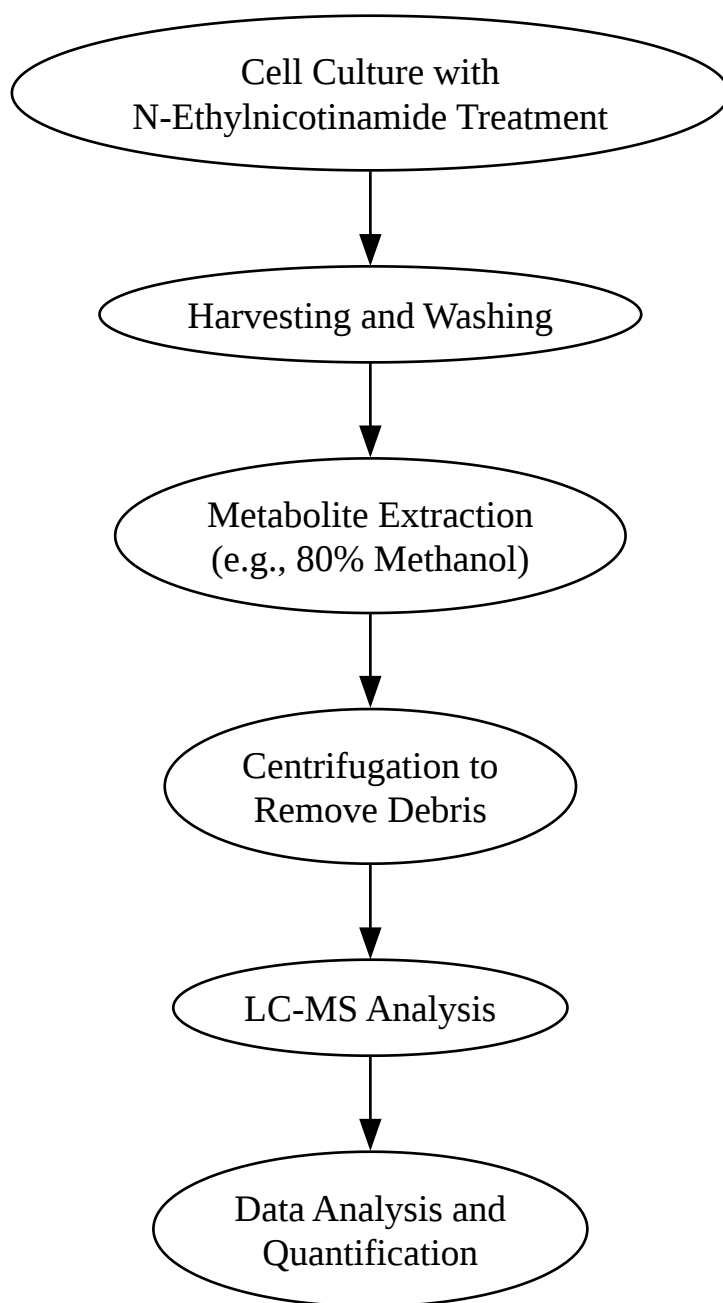 Cell Culture with
N-Ethylnicotinamide Treatment
Harvesting and Washing
Metabolite Extraction
(e.g., 80% Methanol)
Centrifugation to
Remove Debris
LC-MS Analysis
Data Analysis and
Quantification